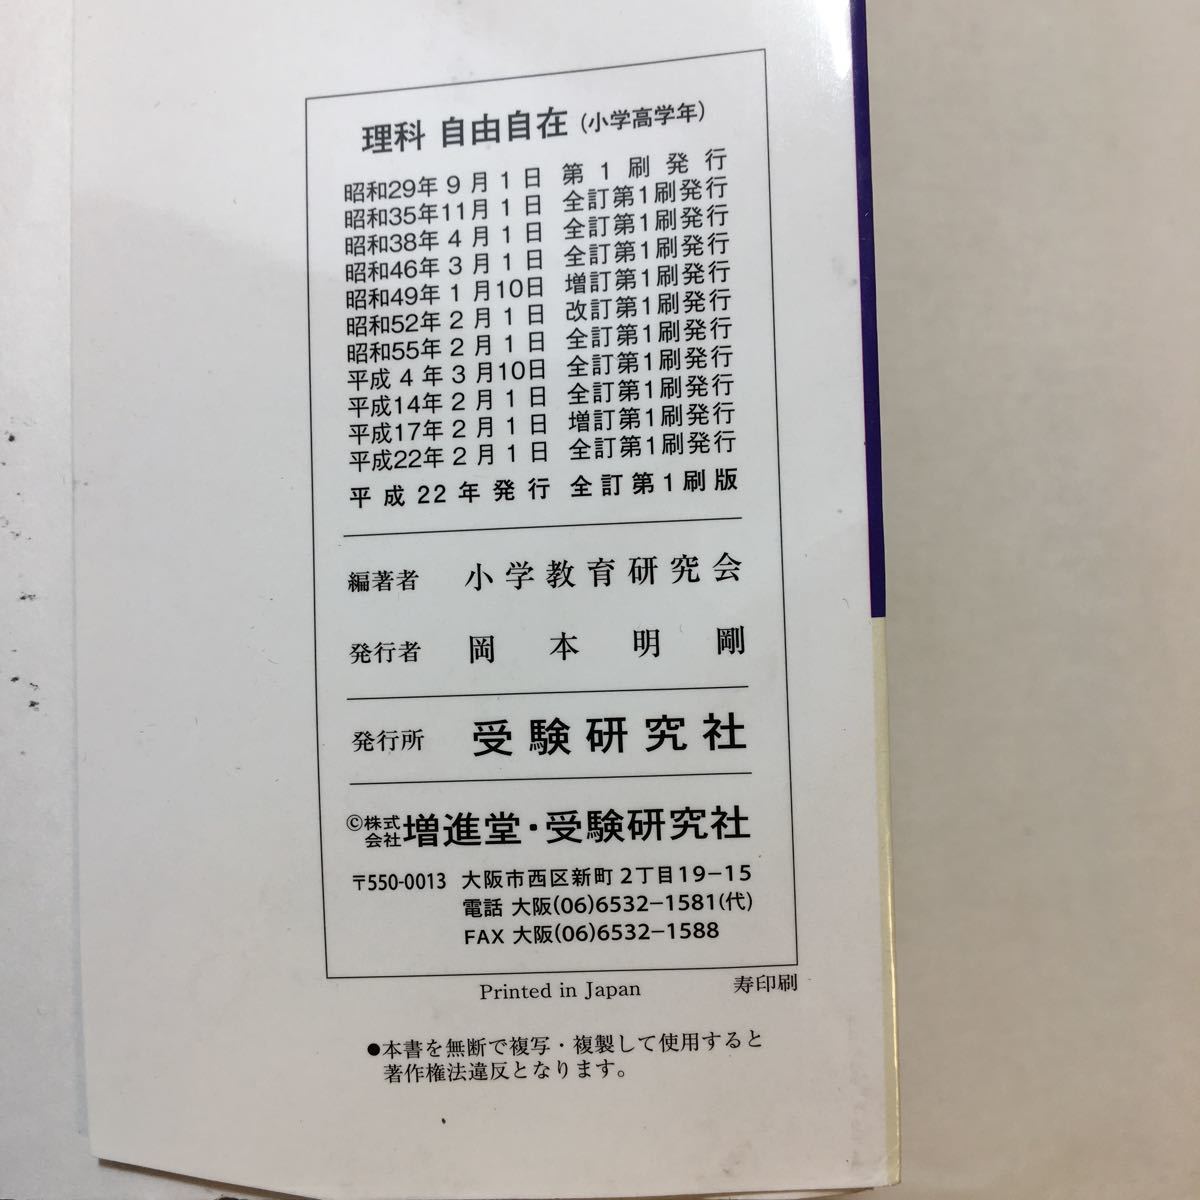 理科 自由自在 (小学高学年)
昭和29年 9 月 1 日 第 1 刷 発 行
昭和35年11月 1 日 全訂第1刷発行
昭和38年 4 月 1 日 全訂第1刷発行
昭和46年 3 月 1 日 全訂第1刷発行
昭和49年 1 月10日 増訂第1刷発行
昭和52年 2 月 1 日 改訂第1刷発行
昭和55年 2 月 1 日 全訂第1刷発行
平成 4 年 3 月10日 全訂第1刷発行
平成14年 2 月 1 日 全訂第1刷発行
平成17年 2 月 1 日 増訂第1刷発行
平成22年 2 月 1 日 全訂第1刷発行
平成22年発行 全訂第1刷版
編著者 小学教育研究会
発行者 岡本明剛
発行所 受験研究社
©株式会社増進堂・受験研究社
〒550-0013 大阪市西区新町2丁目19-15
電話 大阪(06)6532-1581(代)
FAX 大阪(06)6532-1588
Printed in Japan 寿印刷
●本書を無断で複写・複製して使用すると
著作権法違反となります。